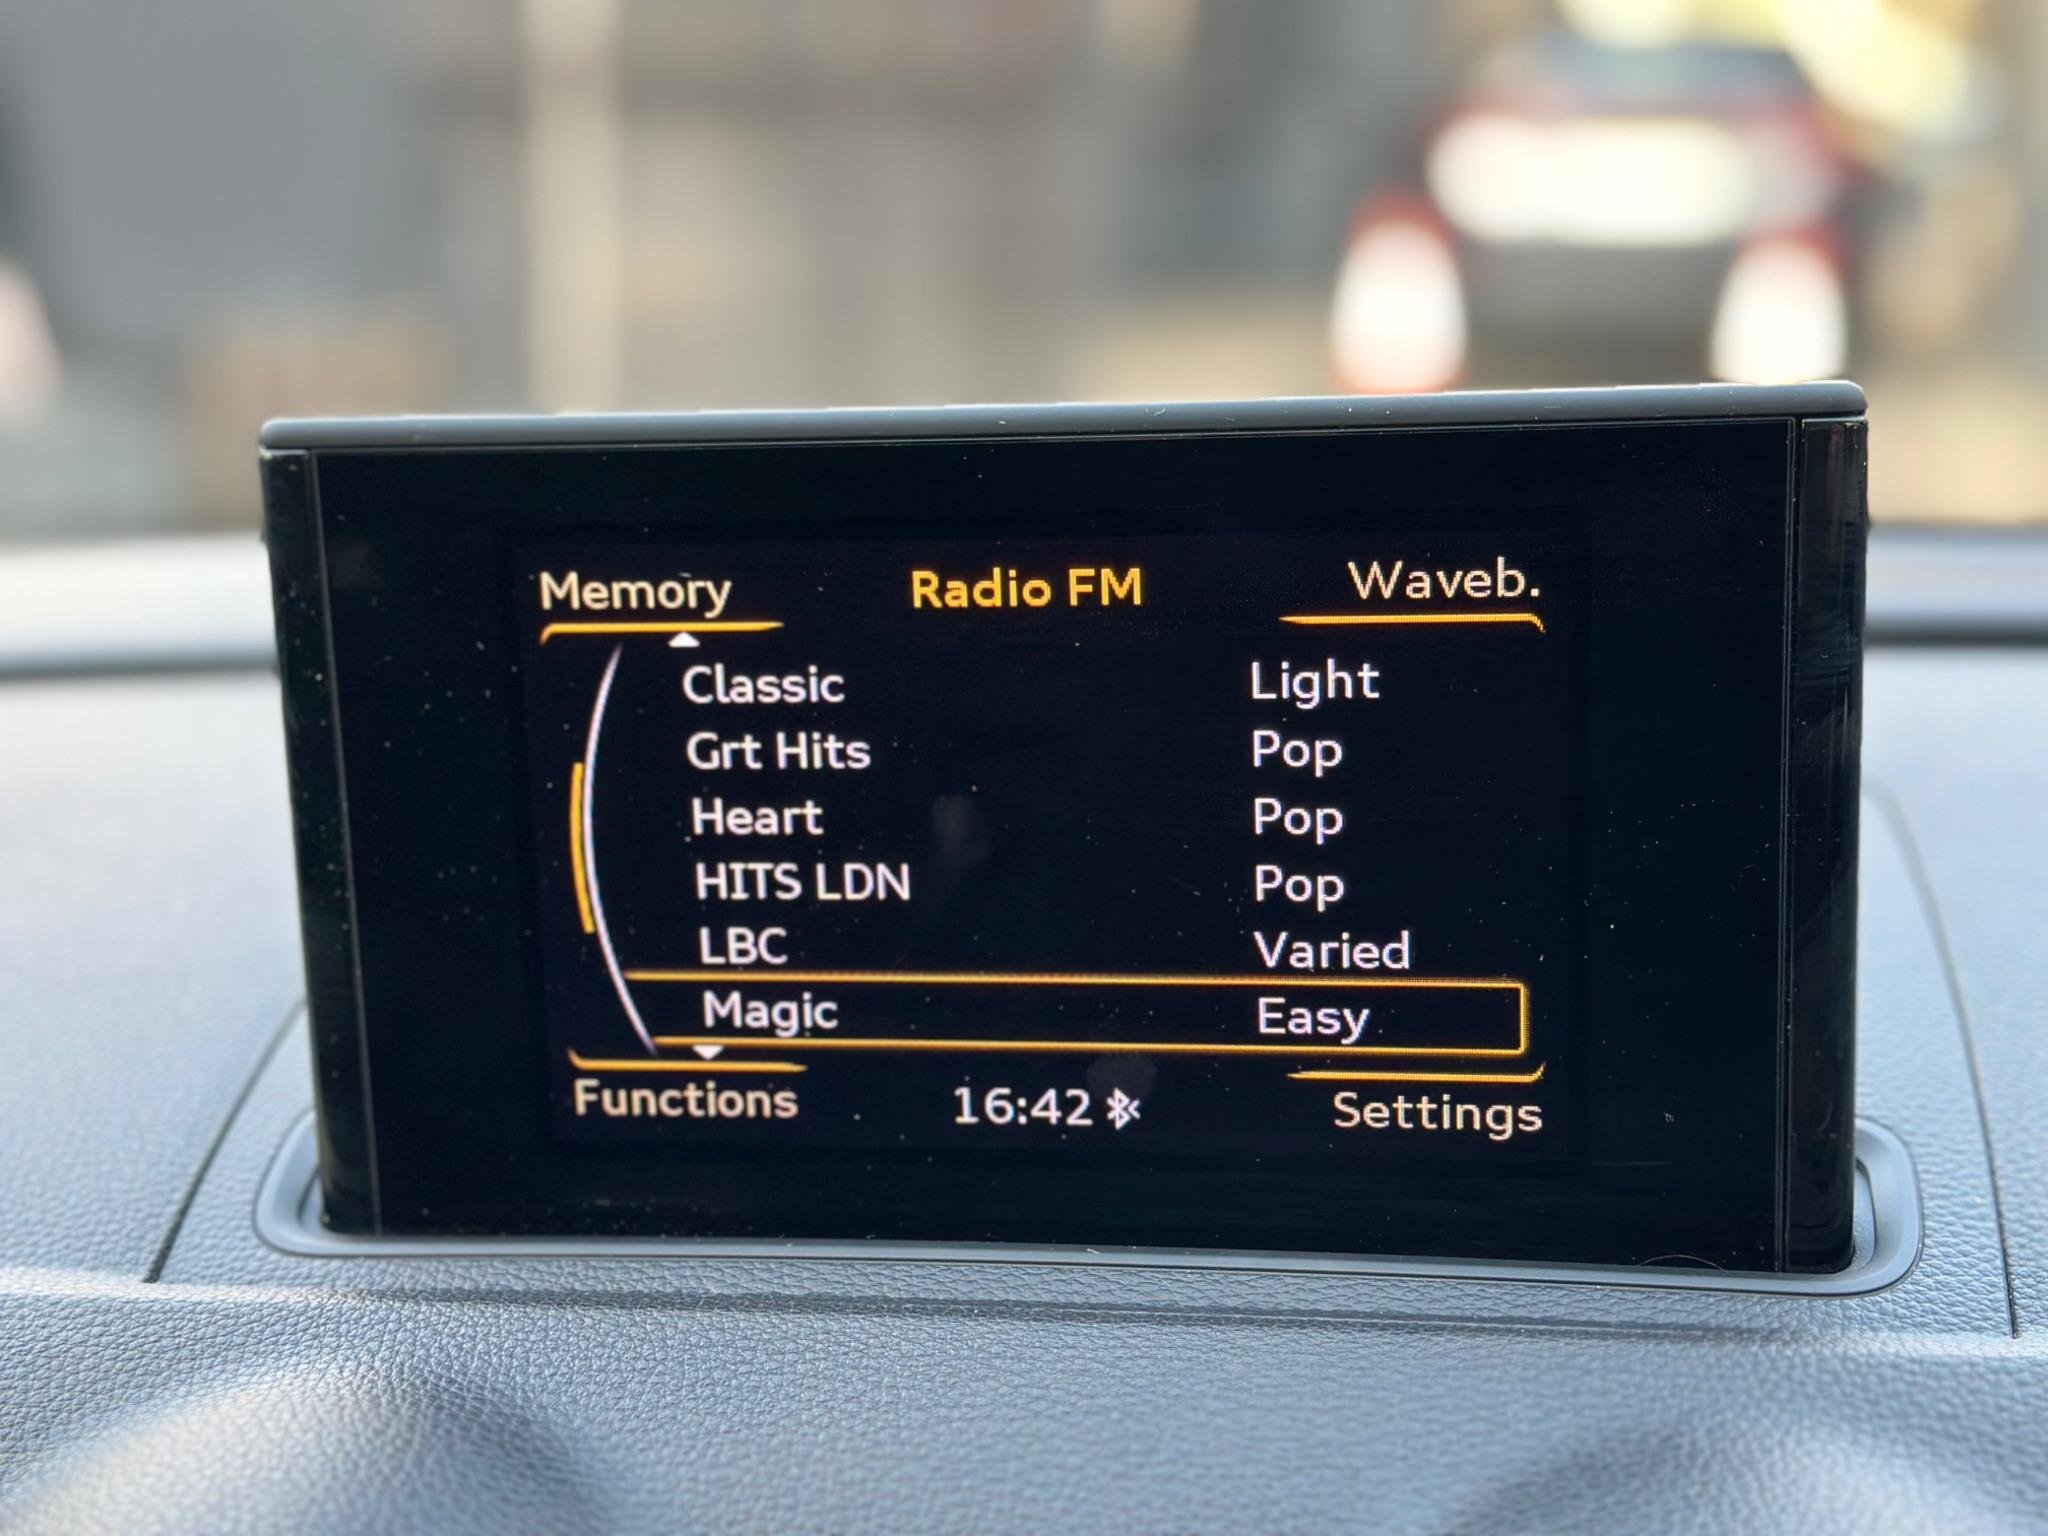 Memory Radio FM Waveb.
Classic Light
Grt Hits Pop
Heart Pop
HITS LDN Pop
LBC Varied
Magic Easy
Functions 16:42 Settings